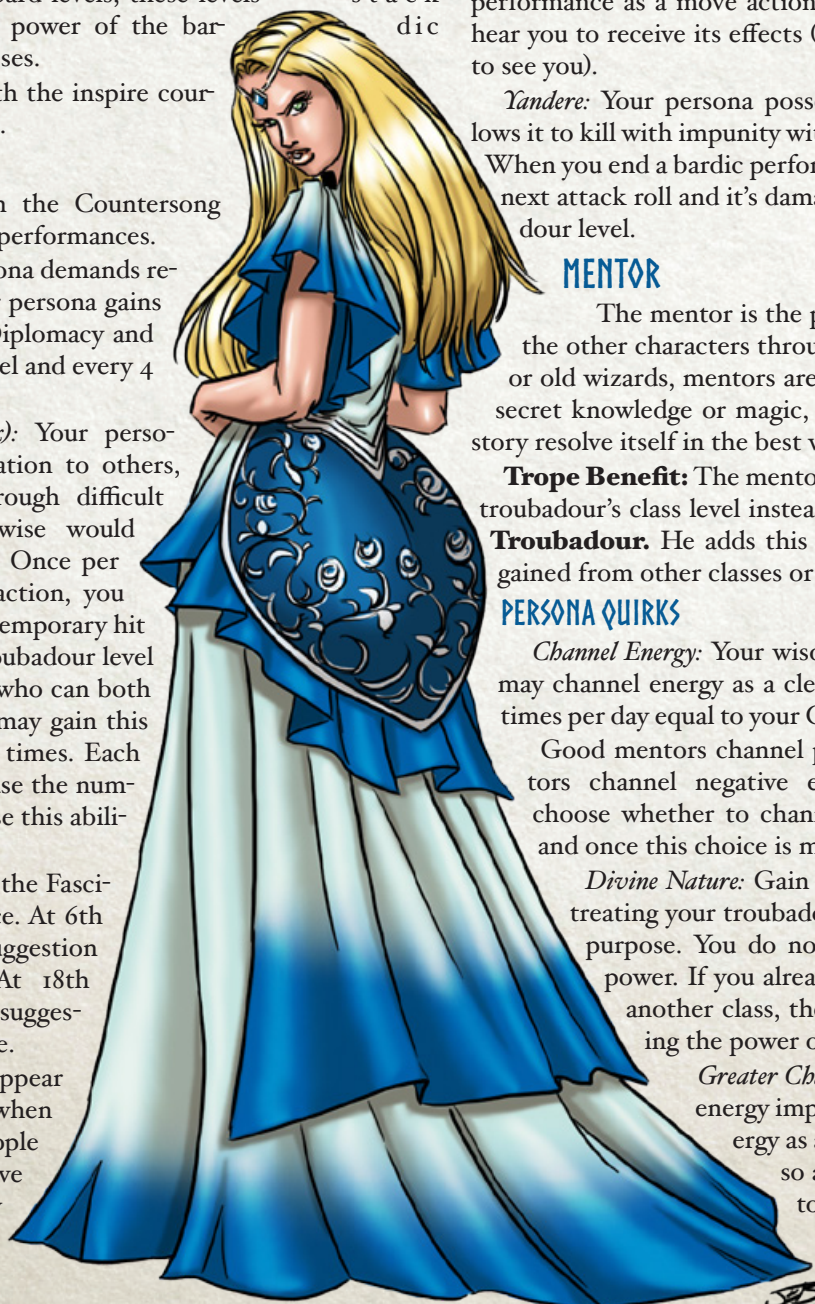 ard levels, these levels
power of the bar-
ses.
th the inspire cour-
.
n the Countersong
performances.
ona demands re-
r persona gains
Diplomacy and
el and every 4
x): Your perso-
ation to others,
rough difficult
wise would
Once per
action, you
temporary hit
oubadour level
who can both
may gain this
times. Each
use the num-
se this abili-
the Fasci-
ce. At 6th
uggestion
At 18th
sugges-
e.
ppear
when
ople
ve
stack
dic
performance as a move action
hear you to receive its effects (
to see you).
Yandere: Your persona poss
lows it to kill with impunity wit
When you end a bardic perfor
next attack roll and it's dama
dour level.
MENTOR
The mentor is the p
the other characters throu
or old wizards, mentors are
secret knowledge or magic,
story resolve itself in the best w
Trope Benefit: The mento
troubadour's class level instea
Troubadour. He adds this
gained from other classes or
PERSONA QUIRKS
Channel Energy: Your wisd
may channel energy as a cle
times per day equal to your C
Good mentors channel p
tors channel negative e
choose whether to chann
and once this choice is m
Divine Nature: Gain
treating your troubado
purpose. You do no
power. If you alrea
another class, the
ing the power o
Greater Ch
energy imp
ergy as
so a
to